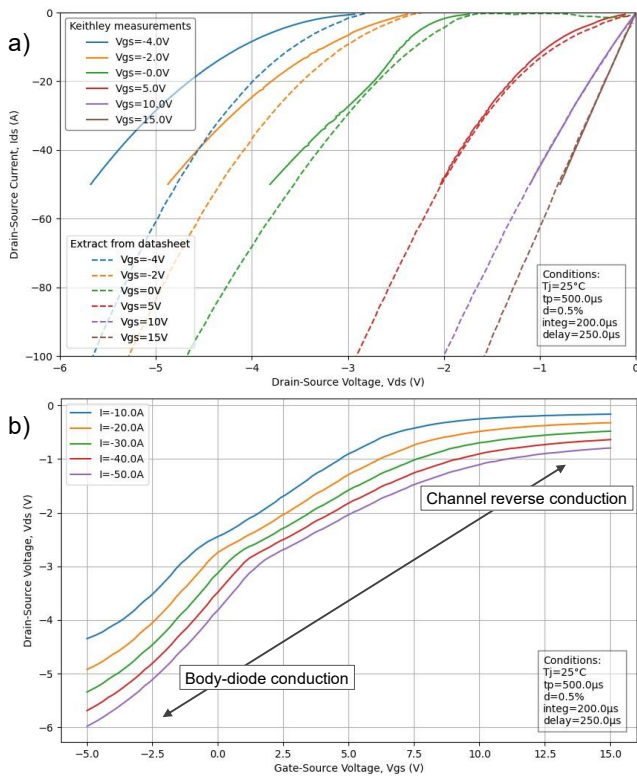 a)
Keithley measurements
Vgs=-4.0V
Vgs=-2.0V
Vgs=-0.0V
Vgs=5.0V
Vgs=10.0V
Vgs=15.0V
Extract from datasheet
Vgs=-4V
Vgs=-2V
Vgs=0V
Vgs=5V
Vgs=10V
Vgs=15V
Conditions:
Tj=25°C
tp=500.0µs
d=0.5%
integ=200.0µs
delay=250.0µs
Drain-Source Current, Ids (A)
0
−20
−40
−60
−80
−100
−6
−5
−4
−3
−2
−1
0
Drain-Source Voltage, Vds (V)
b)
I=-10.0A
I=-20.0A
I=-30.0A
I=-40.0A
I=-50.0A
Channel reverse conduction
Body-diode conduction
Conditions:
Tj=25°C
tp=500.0µs
d=0.5%
integ=200.0µs
delay=250.0µs
Drain-Source Voltage, Vds (V)
0
−1
−2
−3
−4
−5
−6
−5.0
−2.5
0.0
2.5
5.0
7.5
10.0
12.5
15.0
Gate-Source Voltage, Vgs (V)